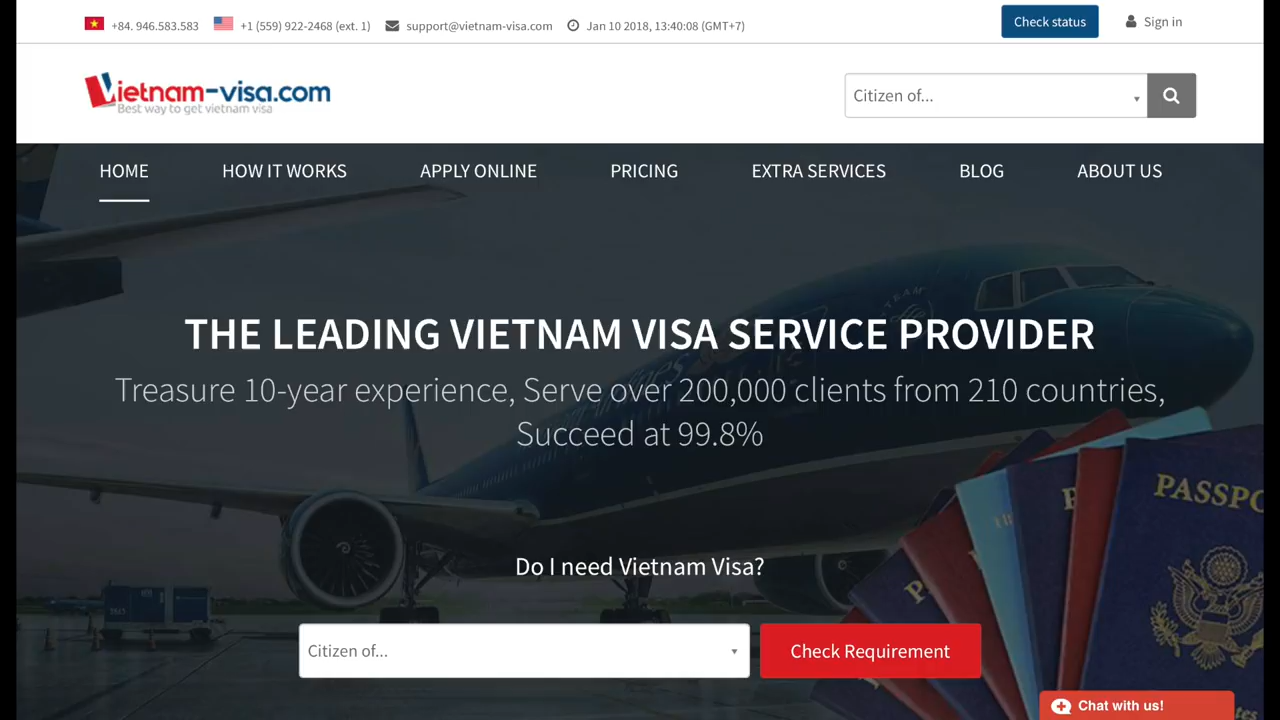 +84. 946.583.583 +1 (559) 922-2468 (ext. 1) support@vietnam-visa.com Jan 10 2018, 13:40:08 (GMT+7) Check status Sign in
Vietnam-visa.com
Best way to get vietnam visa
Citizen of...
HOME HOW IT WORKS APPLY ONLINE PRICING EXTRA SERVICES BLOG ABOUT US
THE LEADING VIETNAM VISA SERVICE PROVIDER
Treasure 10-year experience, Serve over 200,000 clients from 210 countries,
Succeed at 99.8%
PASSPO
Do I need Vietnam Visa?
Citizen of... Check Requirement
Chat with us!